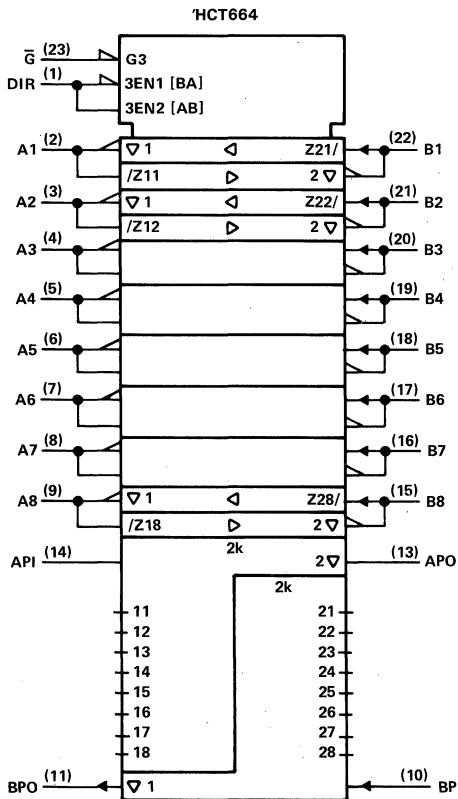 'HCT664
G̅ (23) G3
DIR (1) 3EN1 [BA]
3EN2 [AB]
A1 (2) ▽ 1 ◁ Z21/ (22) B1
/Z11 ▷ 2 ▽
A2 (3) ▽ 1 ◁ Z22/ (21) B2
/Z12 ▷ 2 ▽
A3 (4) (20) B3
A4 (5) (19) B4
A5 (6) (18) B5
A6 (7) (17) B6
A7 (8) (16) B7
A8 (9) ▽ 1 ◁ Z28/ (15) B8
/Z18 ▷ 2 ▽
2k
API (14) 2 ▽ (13) APO
2k
11 21
12 22
13 23
14 24
15 25
16 26
17 27
18 28
BPO (11) ▽ 1 (10) BP